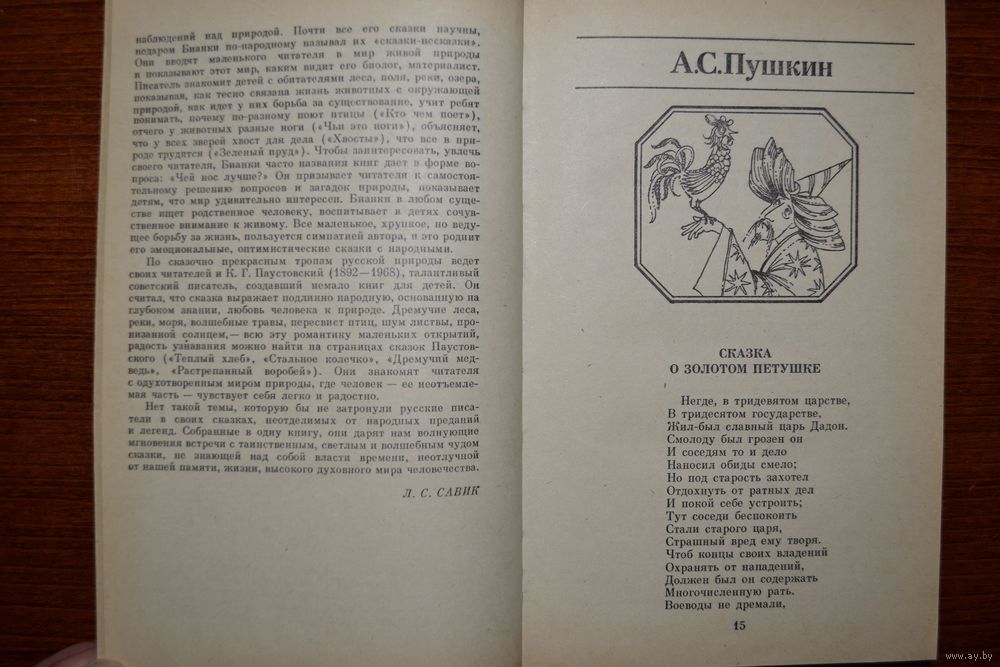 наблюдений над природой. Почти все его сказки научны,
недаром Бианки по-народному называл их «сказки-несказки».
Они вводят маленького читателя в мир живой природы
и показывают этот мир, каким видит его биолог, материалист.
Писатель знакомит детей с обитателями леса, поля, реки, озера,
показывая, как тесно связана жизнь животных с окружающей
природой, как идет у них борьба за существование, учит ребят
понимать, почему по-разному поют птицы («Кто чем поет»),
отчего у животных разные ноги («Чьи это ноги»), объясняет,
что у всех зверей хвост для дела («Хвосты»), что все в при-
роде трудятся («Зеленый пруд»). Чтобы заинтересовать, увлечь
своего читателя, Бианки часто названия книг дает в форме во-
проса: «Чей нос лучше?» Он призывает читателя к самостоя-
тельному решению вопросов и загадок природы, показывает
детям, что мир удивительно интересен. Бианки в любом суще-
стве ищет родственное человеку, воспитывает в детях сочув-
ственное внимание к живому. Все маленькое, хрупкое, но веду-
щее борьбу за жизнь, пользуется симпатией автора, и это роднит
его эмоциональные, оптимистические сказки с народными.
По сказочно прекрасным тропам русской природы ведет
своих читателей и К. Г. Паустовский (1892—1968), талантливый
советский писатель, создавший немало книг для детей. Он
считал, что сказка выражает подлинно народную, основанную на
глубоком знании, любовь человека к природе. Дремучие леса,
реки, моря, волшебные травы, пересвист птиц, шум листвы, про-
низанной солнцем,— всю эту романтику маленьких открытий,
радость узнавания можно найти на страницах сказок Паустов-
ского («Теплый хлеб», «Стальное колечко», «Дремучий мед-
ведь», «Растрепанный воробей»). Они знакомят читателя
с одухотворенным миром природы, где человек — ее неотъемле-
мая часть — чувствует себя легко и радостно.
Нет такой темы, которую бы не затронули русские писа-
тели в своих сказках, неотделимых от народных преданий
и легенд. Собранные в одну книгу, они дарят нам волнующие
мгновения встречи с таинственным, светлым и волшебным чудом
сказки, не знающей над собой власти времени, неотлучной
от нашей памяти, жизни, высокого духовного мира человечества.
Л. С. САВИК
А.С.Пушкин
СКАЗКА
О ЗОЛОТОМ ПЕТУШКЕ
Негде, в тридевятом царстве,
В тридесятом государстве,
Жил-был славный царь Дадон.
Смолоду был грозен он
И соседям то и дело
Наносил обиды смело;
Но под старость захотел
Отдохнуть от ратных дел
И покой себе устроить;
Тут соседи беспокоить
Стали старого царя,
Страшный вред ему творя.
Чтоб концы своих владений
Охранять от нападений,
Должен был он содержать
Многочисленную рать.
Воеводы не дремали,
15
www.ay.by